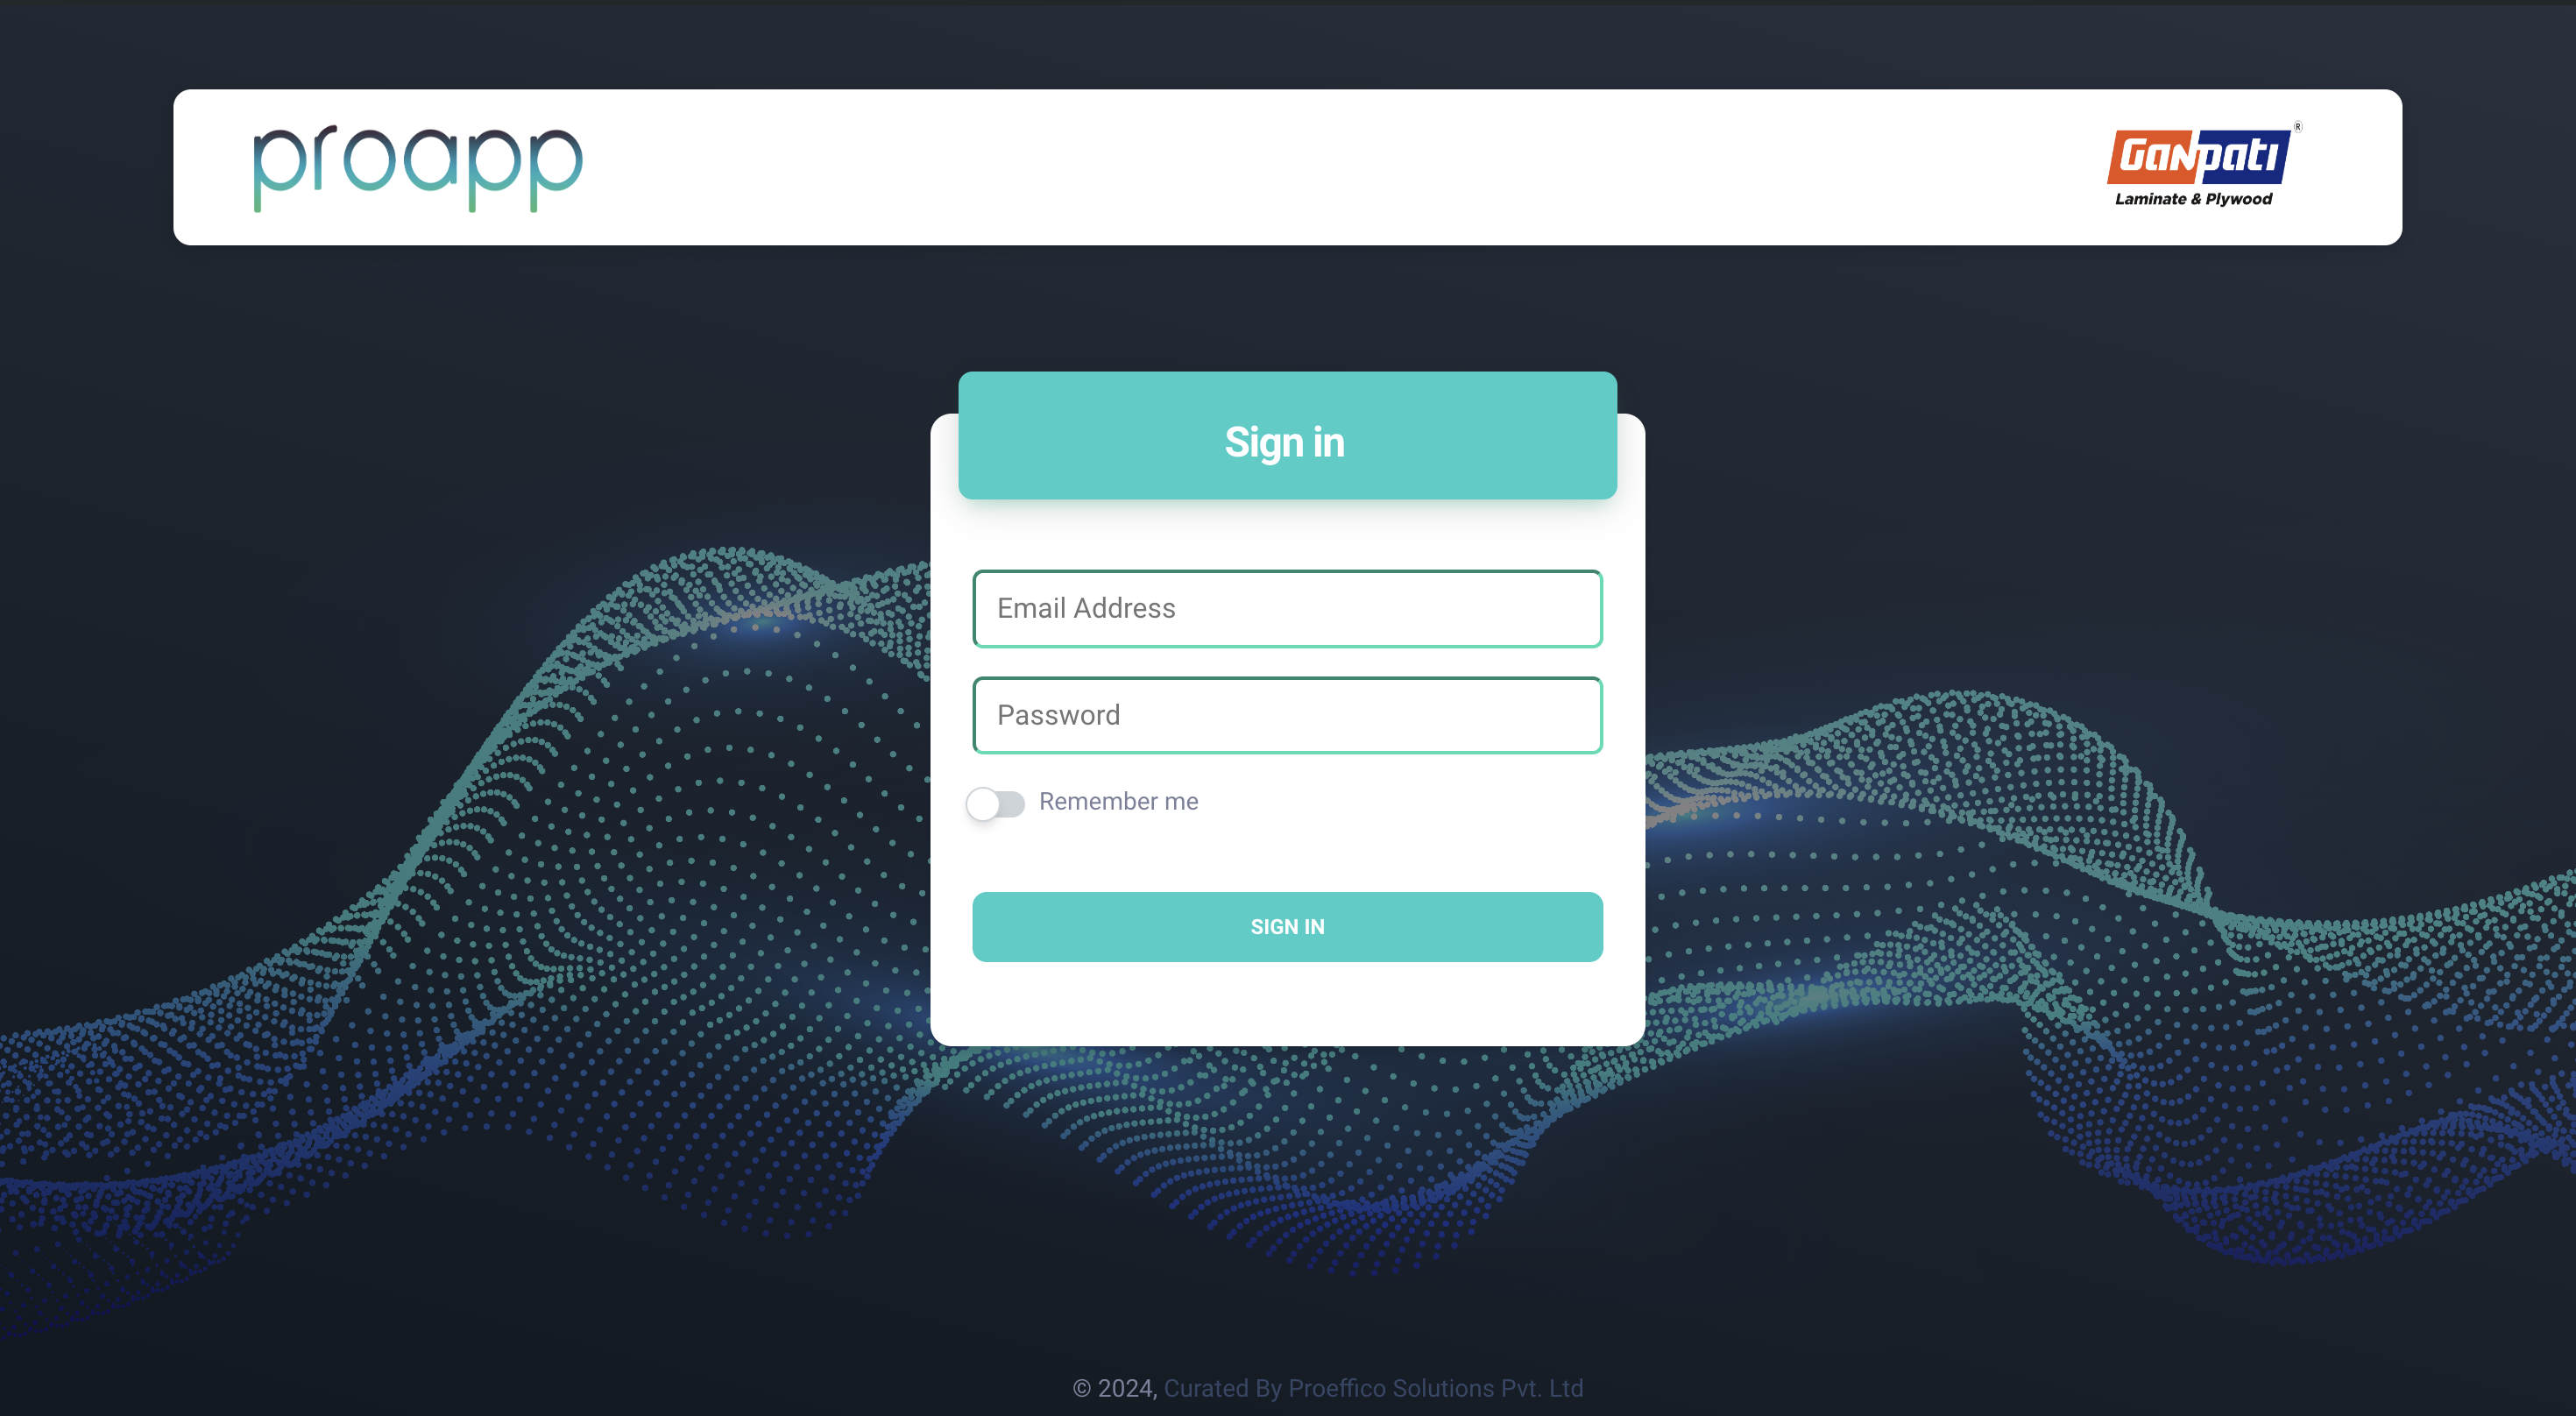 proapp
GANPATI ®
Laminate & Plywood
Sign in
Email Address
Password
Remember me
SIGN IN
© 2024, Curated By Proeffico Solutions Pvt. Ltd